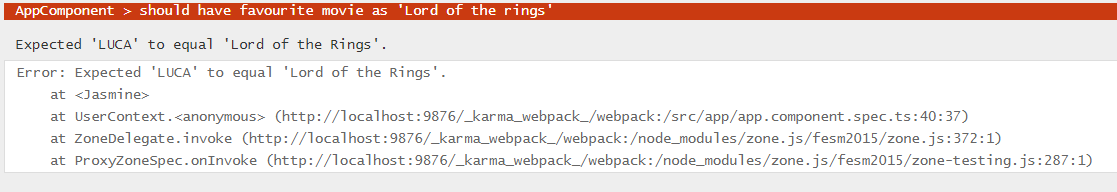 AppComponent > should have favourite movie as 'Lord of the rings'
Expected 'LUCA' to equal 'Lord of the Rings'.
Error: Expected 'LUCA' to equal 'Lord of the Rings'.
at <Jasmine>
at UserContext.<anonymous> (http://localhost:9876/_karma_webpack_/webpack:/src/app/app.component.spec.ts:40:37)
at ZoneDelegate.invoke (http://localhost:9876/_karma_webpack_/webpack:/node_modules/zone.js/fesm2015/zone.js:372:1)
at ProxyZoneSpec.onInvoke (http://localhost:9876/_karma_webpack_/webpack:/node_modules/zone.js/fesm2015/zone-testing.js:287:1)